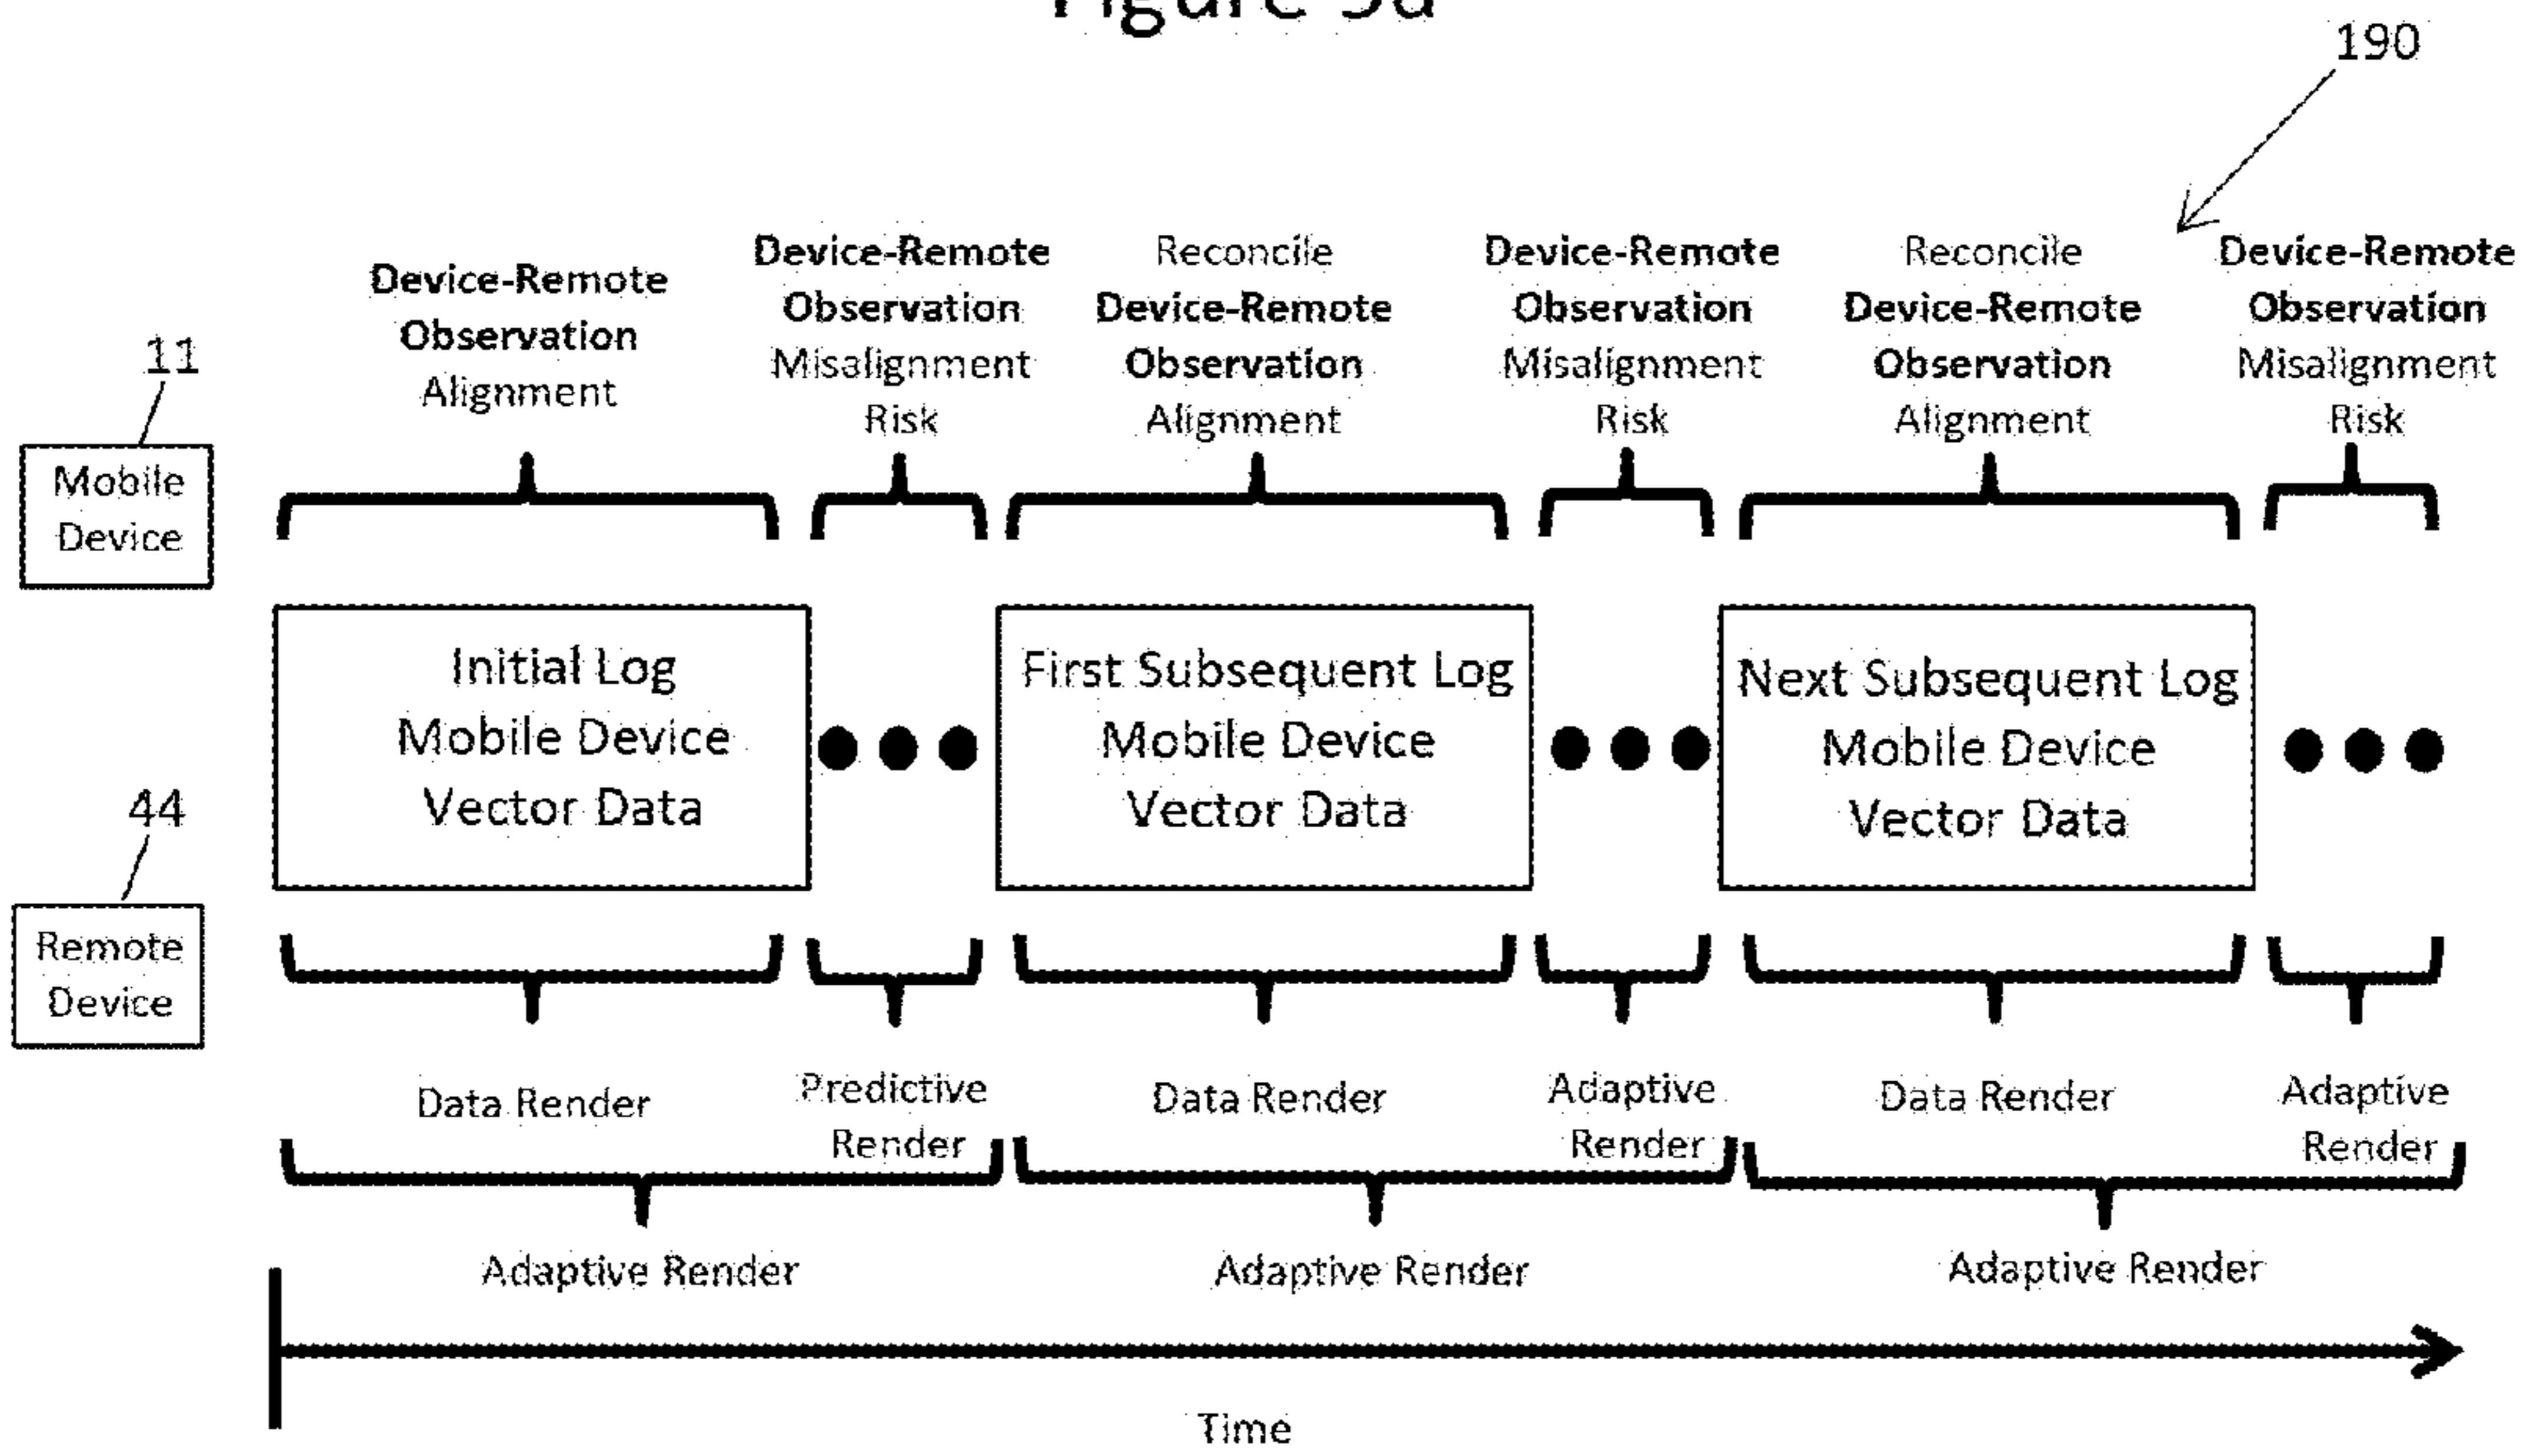 Figure 9a
190
Device-Remote
Observation
Alignment
Device-Remote
Observation
Misalignment
Risk
Reconcile
Device-Remote
Observation
Alignment
Device-Remote
Observation
Misalignment
Risk
Reconcile
Device-Remote
Observation
Alignment
Device-Remote
Observation
Misalignment
Risk
11
Mobile
Device
Initial Log
Mobile Device
Vector Data
First Subsequent Log
Mobile Device
Vector Data
Next Subsequent Log
Mobile Device
Vector Data
44
Remote
Device
Data Render
Predictive
Render
Data Render
Adaptive
Render
Data Render
Adaptive
Render
Adaptive Render
Adaptive Render
Adaptive Render
Time